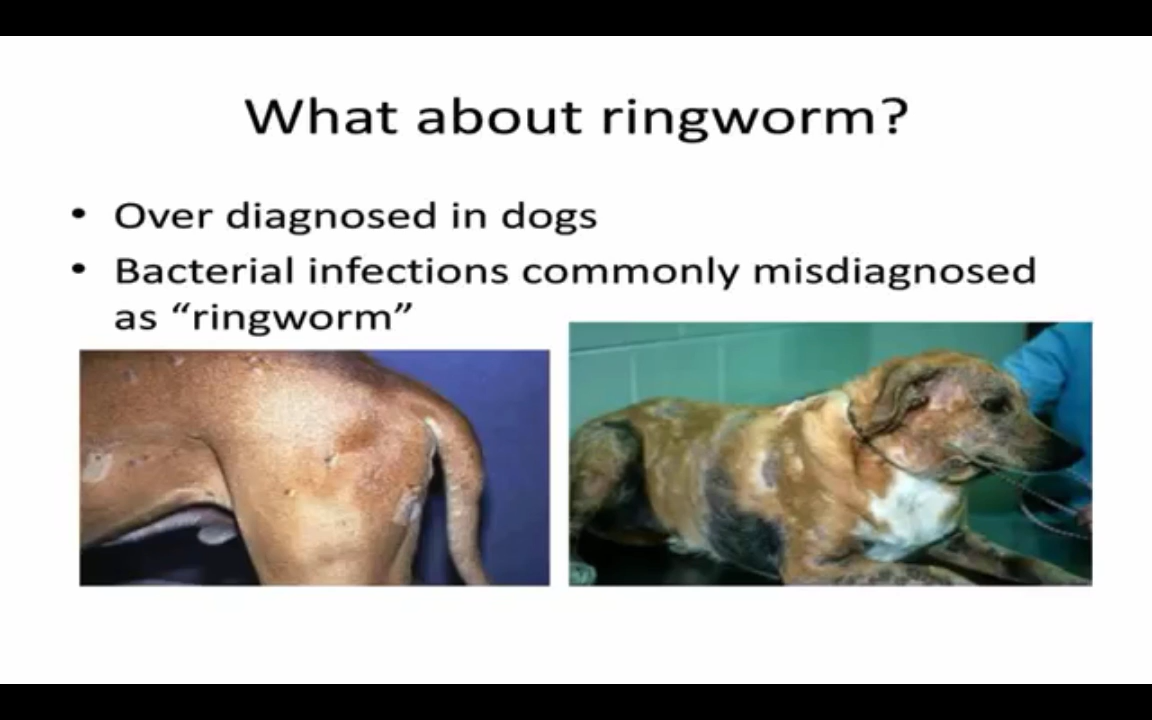 What about ringworm?
• Over diagnosed in dogs
• Bacterial infections commonly misdiagnosed
as “ringworm”